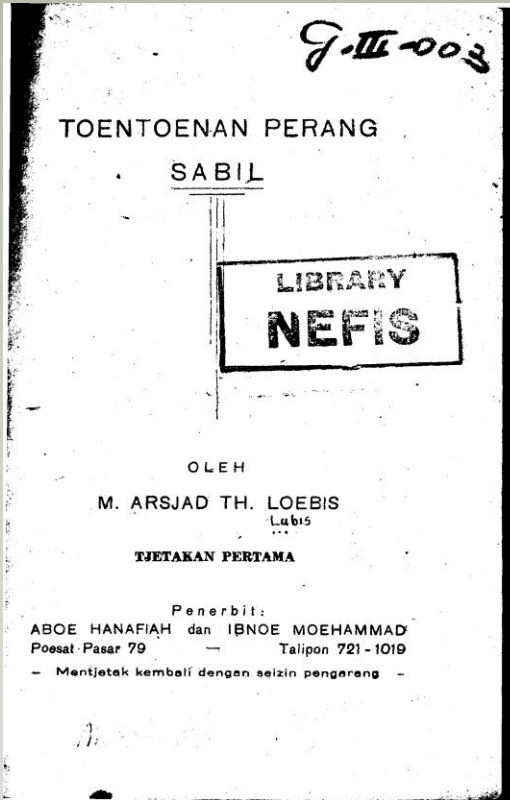 G-III-003
TOENTOENAN PERANG
SABIL
LIBRARY
NEFIS
OLEH
M. ARSJAD TH. LOEBIS
Lubis
TJETAKAN PERTAMA
Penerbit:
ABOE HANAFIAH dan IBNOE MOEHAMMAD
Poesat Pasar 79 — Talipon 721-1019
— Mentjetak kembali dengan seizin pengarang —